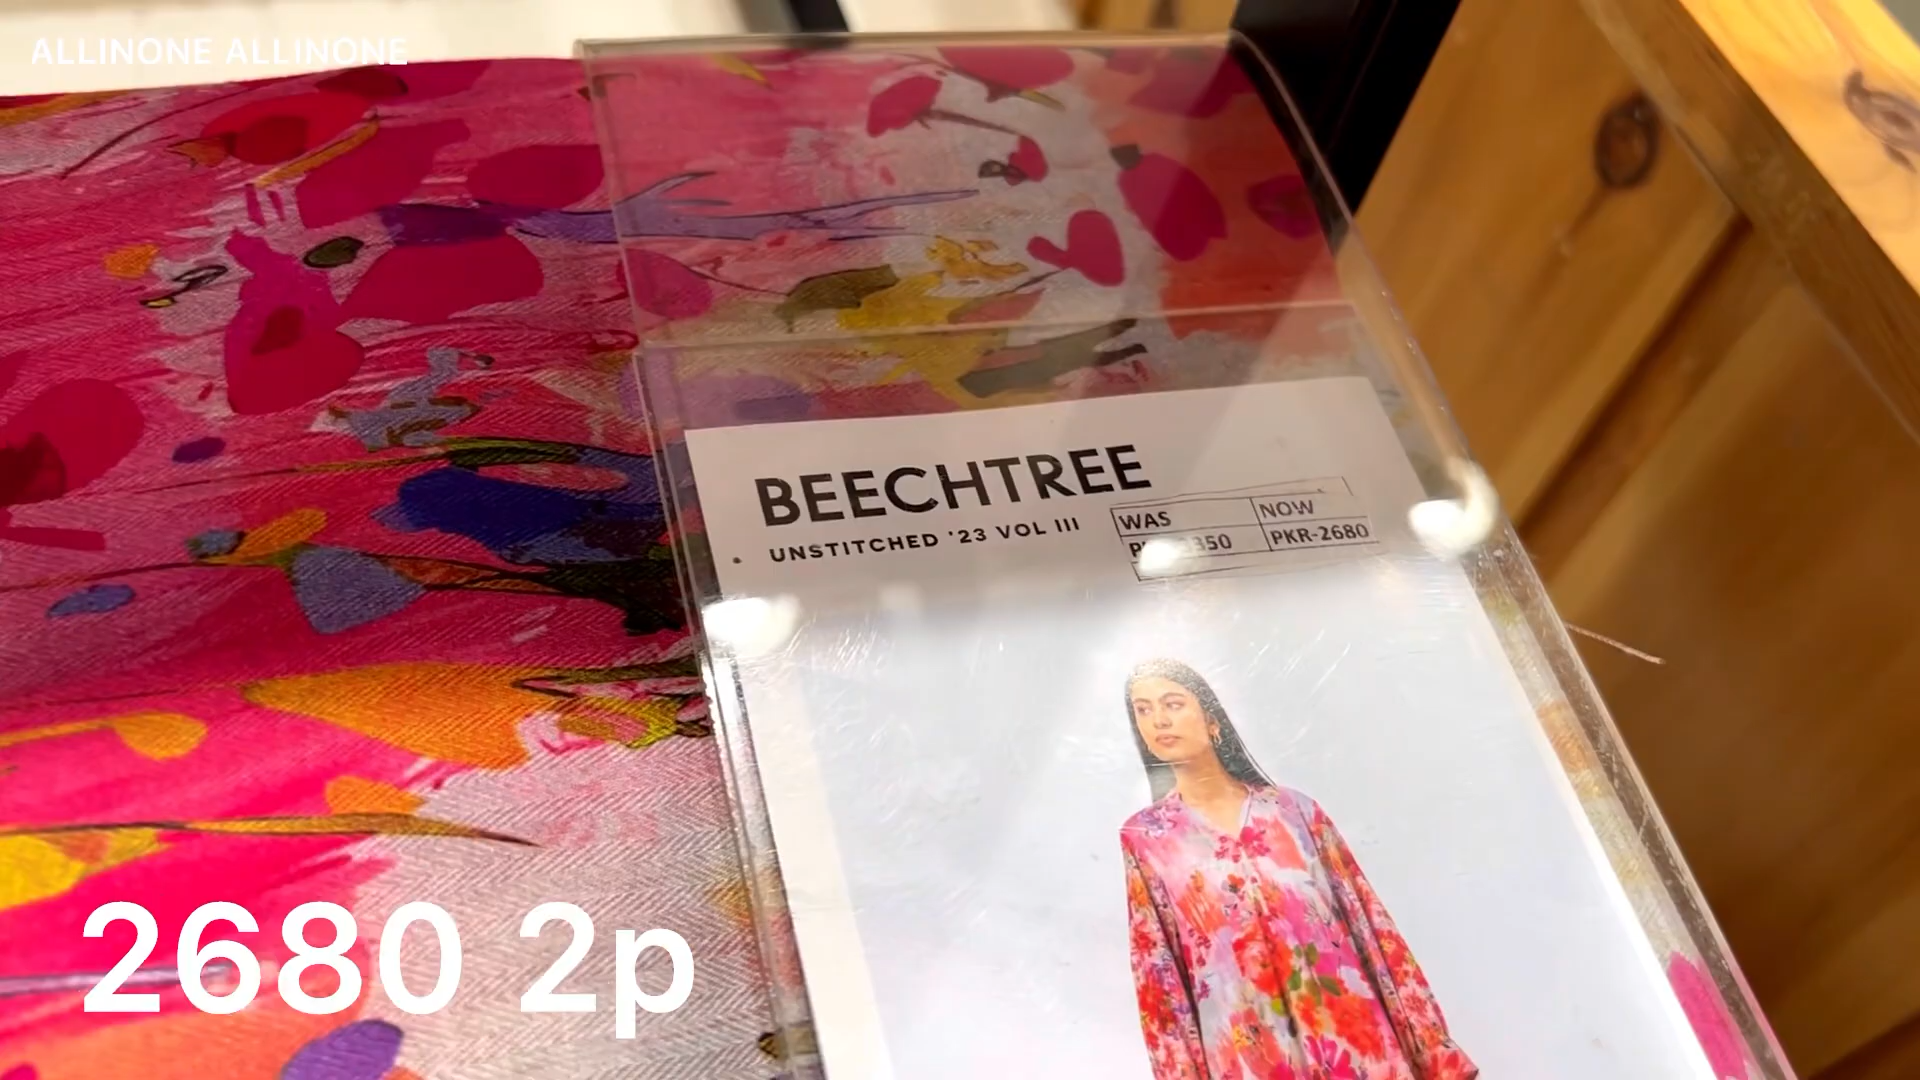 ALLINONE ALLINONE
BEECHTREE
UNSTITCHED '23 VOL III
WAS
NOW
PKR-2680
2680 2p